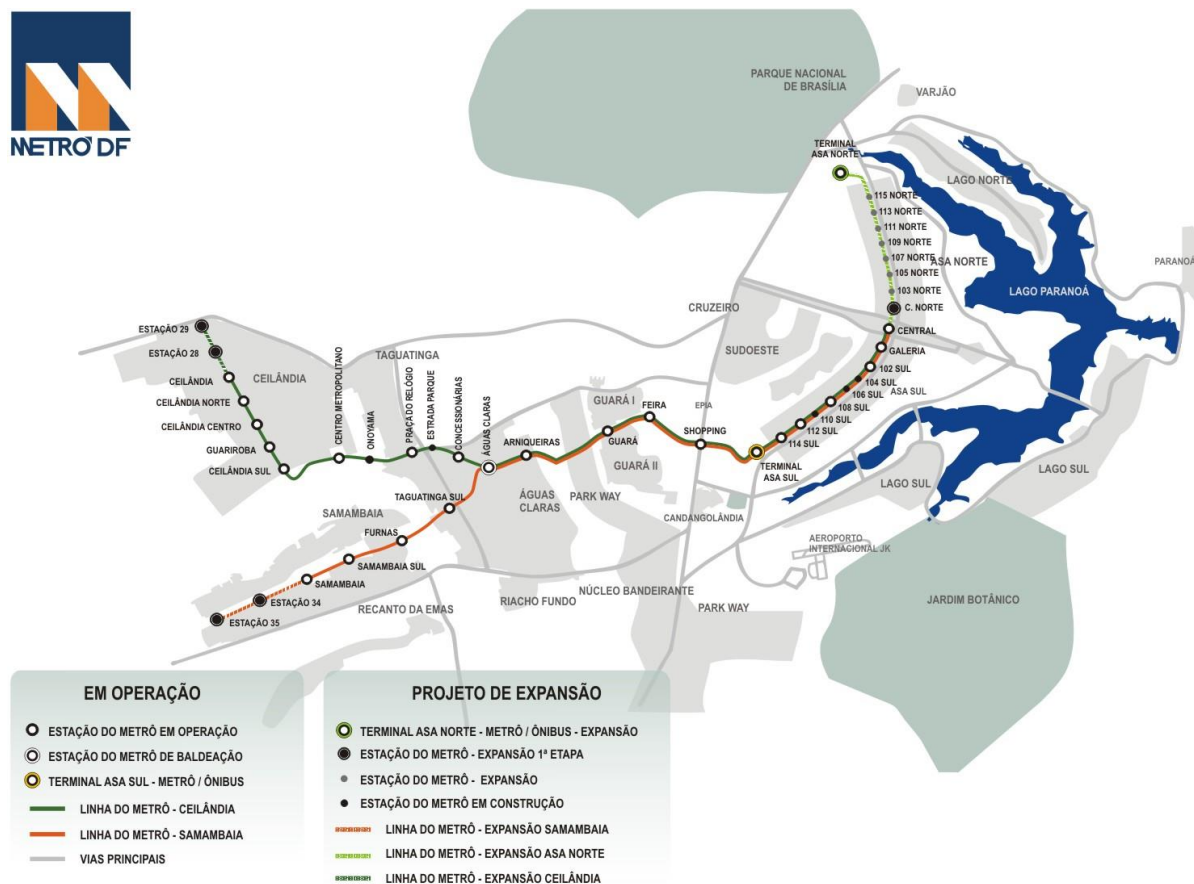 METRÔ DF
PARQUE NACIONAL
DE BRASÍLIA
VARJÃO
TERMINAL
ASA NORTE
LAGO NORTE
115 NORTE
113 NORTE
111 NORTE
109 NORTE
107 NORTE
105 NORTE
103 NORTE
C. NORTE
ASA NORTE
PARANOÁ
LAGO PARANOÁ
CRUZEIRO
CENTRAL
GALERIA
SUDOESTE
102 SUL
104 SUL
106 SUL
108 SUL
110 SUL
112 SUL
114 SUL
ASA SUL
TERMINAL
ASA SUL
ESTAÇÃO 29
ESTAÇÃO 28
CEILÂNDIA
CEILÂNDIA
CEILÂNDIA NORTE
CEILÂNDIA CENTRO
GUARIROBA
CEILÂNDIA SUL
CENTRO METROPOLITANO
ONOYAMA
TAGUATINGA
PRAÇA DO RELÓGIO
ESTRADA PARQUE
CONCESSIONÁRIAS
ÁGUAS CLARAS
ARNIQUEIRAS
GUARÁ I
GUARÁ
FEIRA
EPIA
SHOPPING
GUARÁ II
ÁGUAS
CLARAS
PARK WAY
TAGUATINGA SUL
SAMAMBAIA
FURNAS
SAMAMBAIA SUL
SAMAMBAIA
ESTAÇÃO 34
ESTAÇÃO 35
RECANTO DA EMAS
RIACHO FUNDO
NÚCLEO BANDEIRANTE
CANDANGOLÂNDIA
PARK WAY
AEROPORTO
INTERNACIONAL JK
LAGO SUL
LAGO SUL
JARDIM BOTÂNICO
EM OPERAÇÃO
ESTAÇÃO DO METRÔ EM OPERAÇÃO
ESTAÇÃO DO METRÔ DE BALDEAÇÃO
TERMINAL ASA SUL - METRÔ / ÔNIBUS
LINHA DO METRÔ - CEILÂNDIA
LINHA DO METRÔ - SAMAMBAIA
VIAS PRINCIPAIS
PROJETO DE EXPANSÃO
TERMINAL ASA NORTE - METRÔ / ÔNIBUS - EXPANSÃO
ESTAÇÃO DO METRÔ - EXPANSÃO 1ª ETAPA
ESTAÇÃO DO METRÔ - EXPANSÃO
ESTAÇÃO DO METRÔ EM CONSTRUÇÃO
LINHA DO METRÔ - EXPANSÃO SAMAMBAIA
LINHA DO METRÔ - EXPANSÃO ASA NORTE
LINHA DO METRÔ - EXPANSÃO CEILÂNDIA